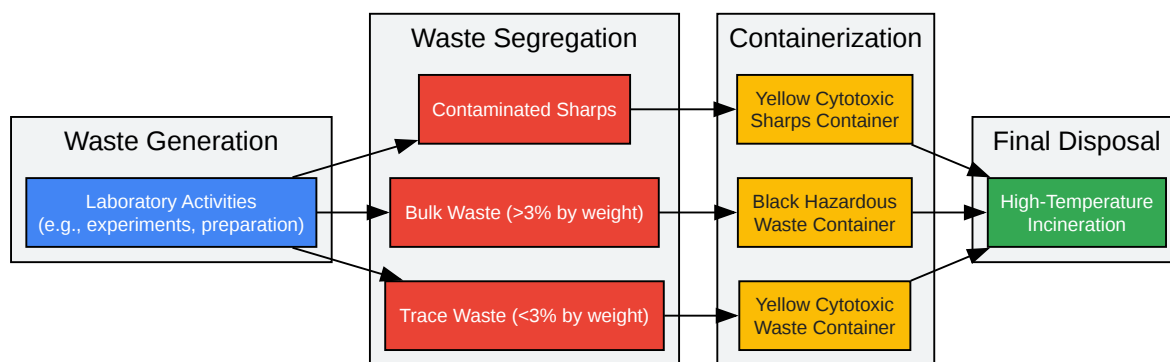 Waste Generation
Laboratory Activities
(e.g., experiments, preparation)
Waste Segregation
Contaminated Sharps
Bulk Waste (>3% by weight)
Trace Waste (<3% by weight)
Containerization
Yellow Cytotoxic
Sharps Container
Black Hazardous
Waste Container
Yellow Cytotoxic
Waste Container
Final Disposal
High-Temperature
Incineration